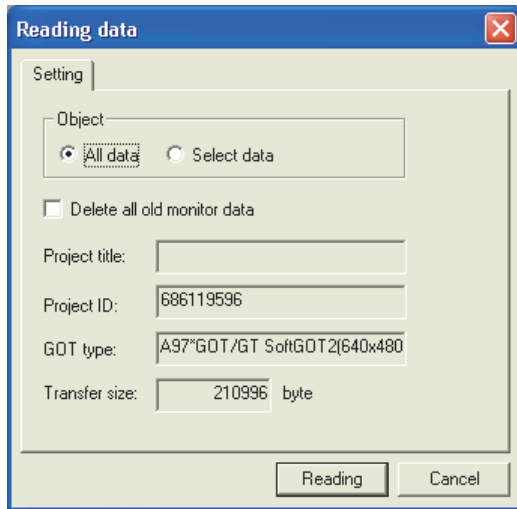 Reading data
Setting
Object
All data Select data
Delete all old monitor data
Project title:
Project ID: 686119596
GOT type: A97*GOT/GT SoftGOT2(640x480
Transfer size: 210996 byte
Reading Cancel